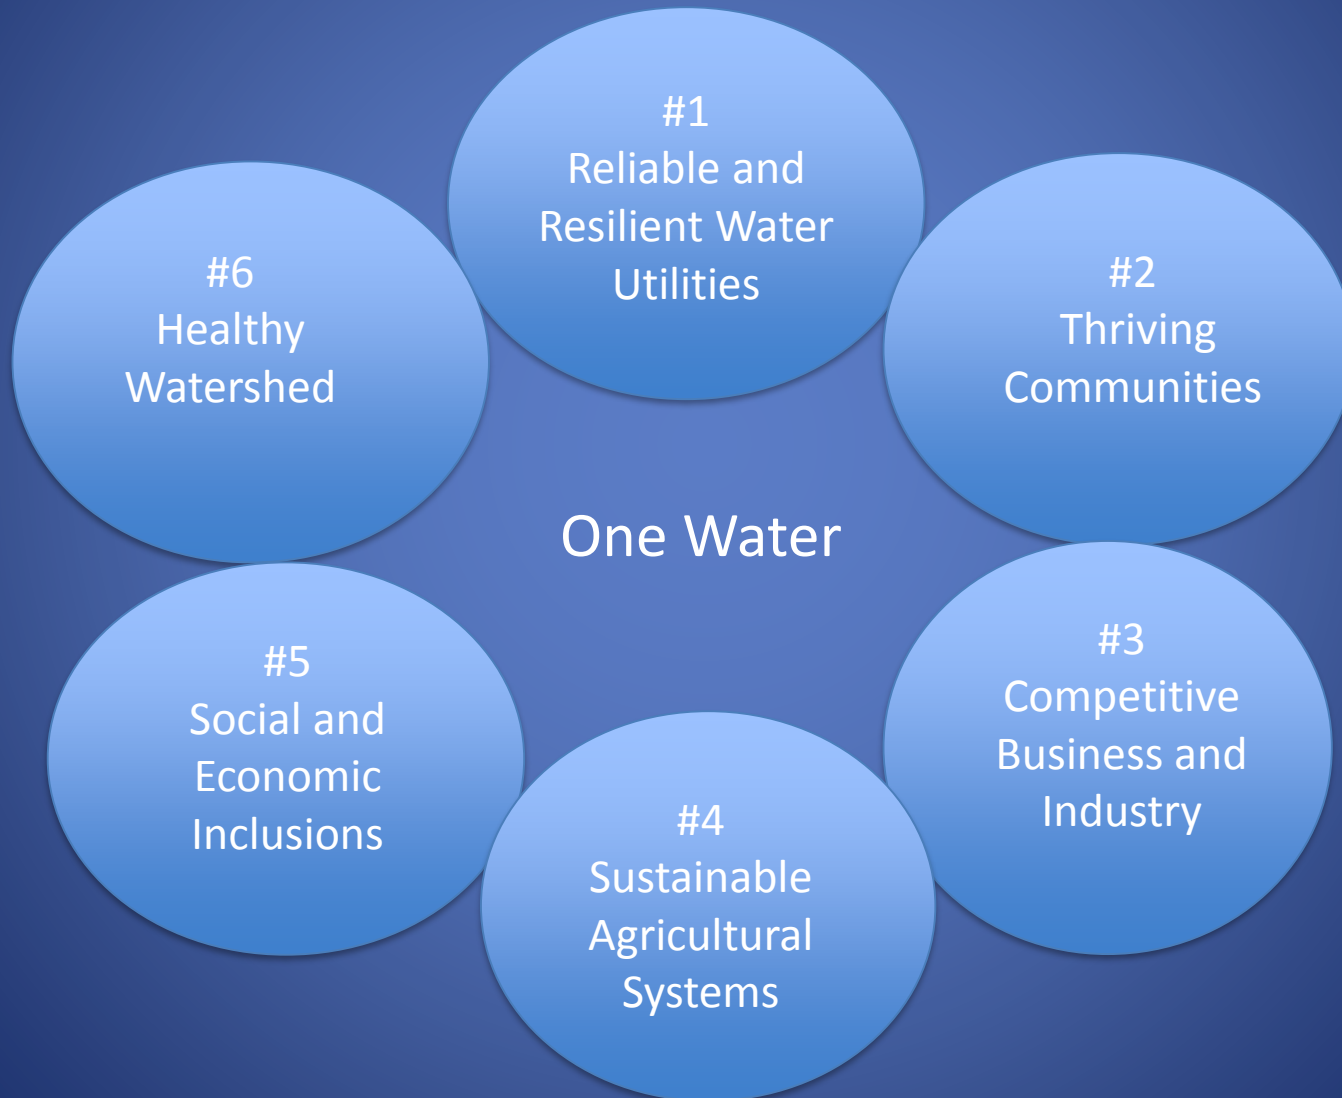 #1
Reliable and
Resilient Water
Utilities
#2
Thriving
Communities
#3
Competitive
Business and
Industry
#4
Sustainable
Agricultural
Systems
#5
Social and
Economic
Inclusions
#6
Healthy
Watershed
One Water